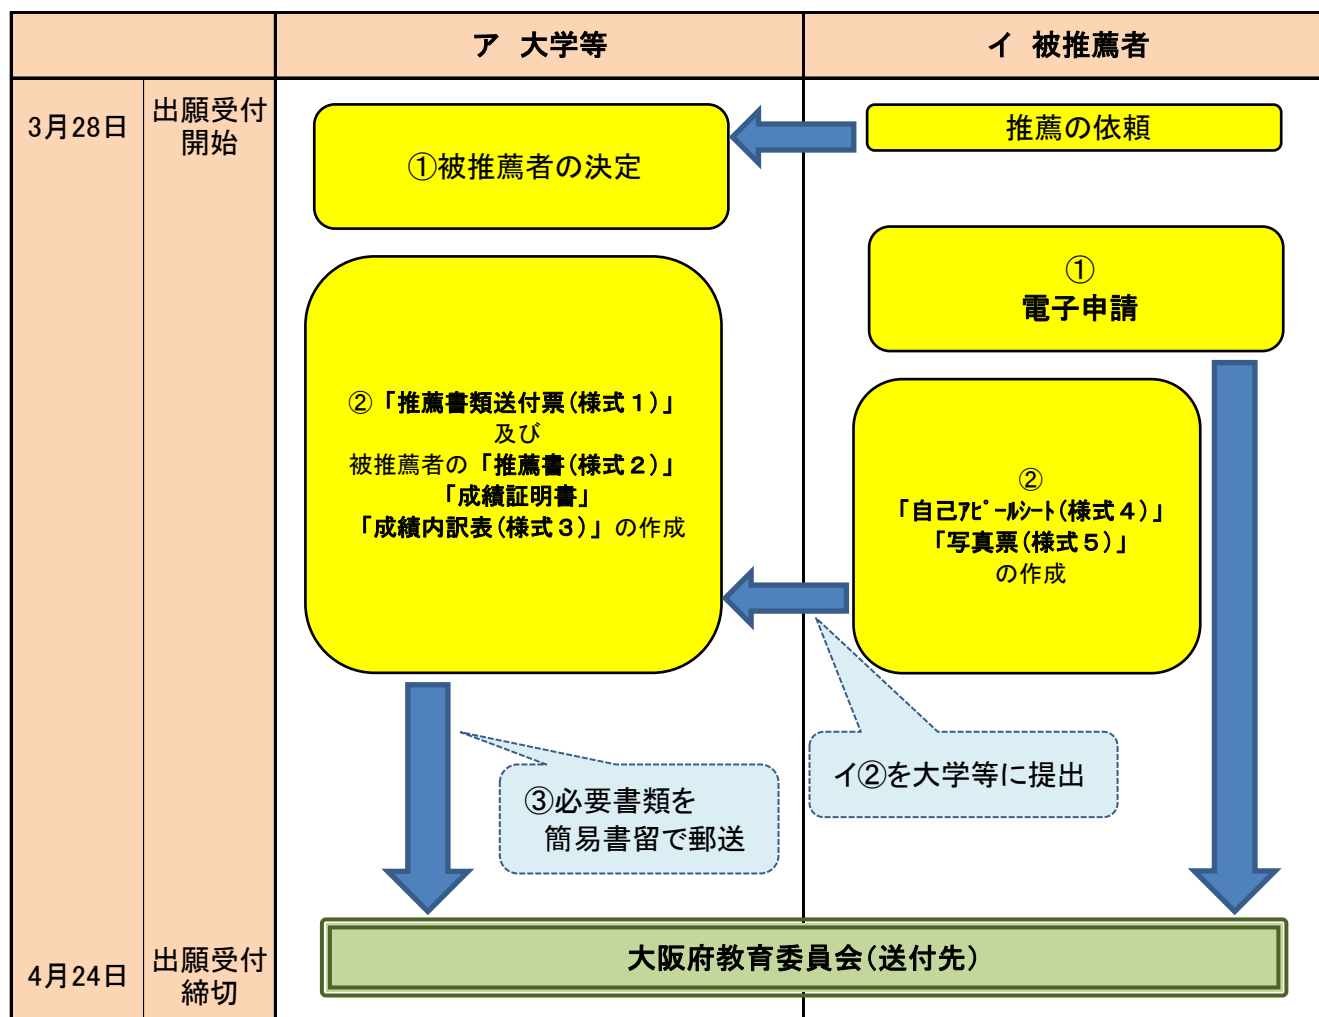 ア 大学等
イ 被推薦者
3月28日
出願受付
開始
①被推薦者の決定
推薦の依頼
①
電子申請
②「推薦書類送付票(様式１)」
及び
被推薦者の「推薦書(様式２)」
「成績証明書」
「成績内訳表(様式３)」の作成
②
「自己ｱﾋﾟｰﾙｼｰﾄ(様式４)」
「写真票(様式５)」
の作成
イ②を大学等に提出
③必要書類を
簡易書留で郵送
4月24日
出願受付
締切
大阪府教育委員会(送付先)